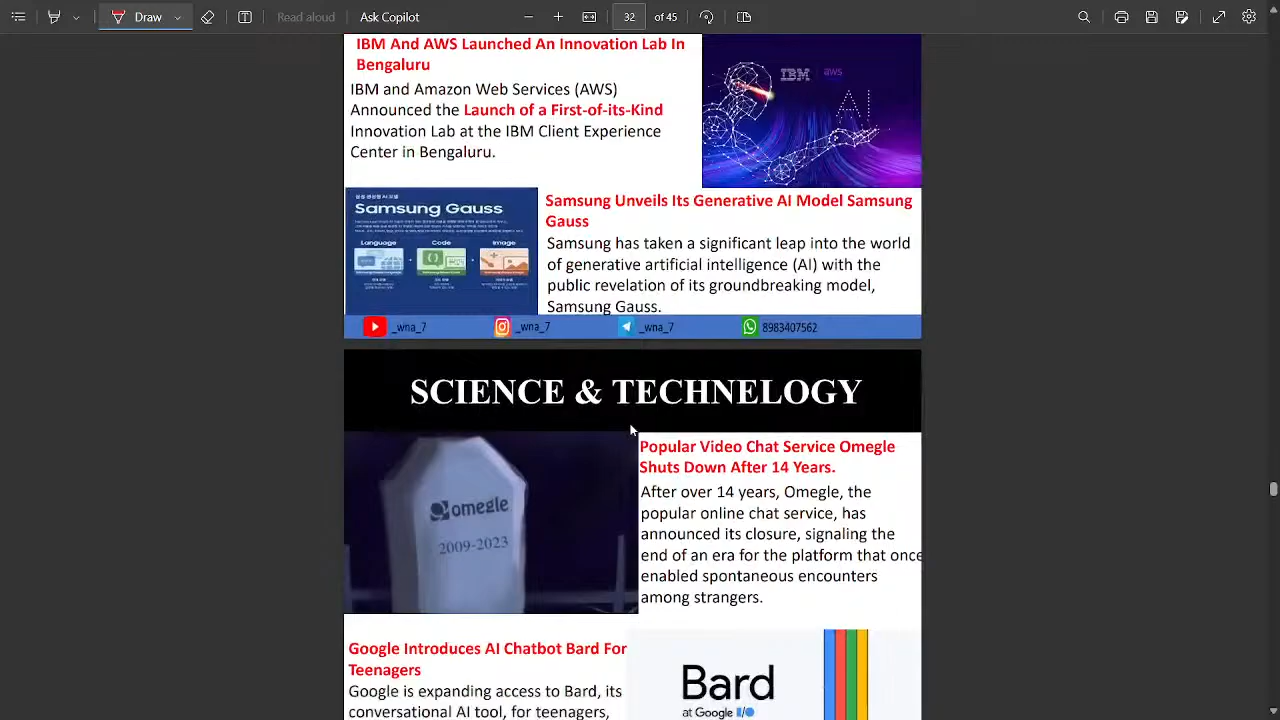 Draw
Read aloud
Ask Copilot
32
of 45
IBM And AWS Launched An Innovation Lab In
Bengaluru
IBM and Amazon Web Services (AWS)
Announced the Launch of a First-of-its-Kind
Innovation Lab at the IBM Client Experience
Center in Bengaluru.
IBM
aws
AI
Samsung Gauss
Language
Code
Image
Samsung Unveils Its Generative AI Model Samsung
Gauss
Samsung has taken a significant leap into the world
of generative artificial intelligence (AI) with the
public revelation of its groundbreaking model,
Samsung Gauss.
_wna_7
_wna_7
_wna_7
8983407562
SCIENCE & TECHNELOGY
omegle
2009-2023
Popular Video Chat Service Omegle
Shuts Down After 14 Years.
After over 14 years, Omegle, the
popular online chat service, has
announced its closure, signaling the
end of an era for the platform that once
enabled spontaneous encounters
among strangers.
Google Introduces AI Chatbot Bard For
Teenagers
Google is expanding access to Bard, its
conversational AI tool, for teenagers,
Bard
at Google I/O